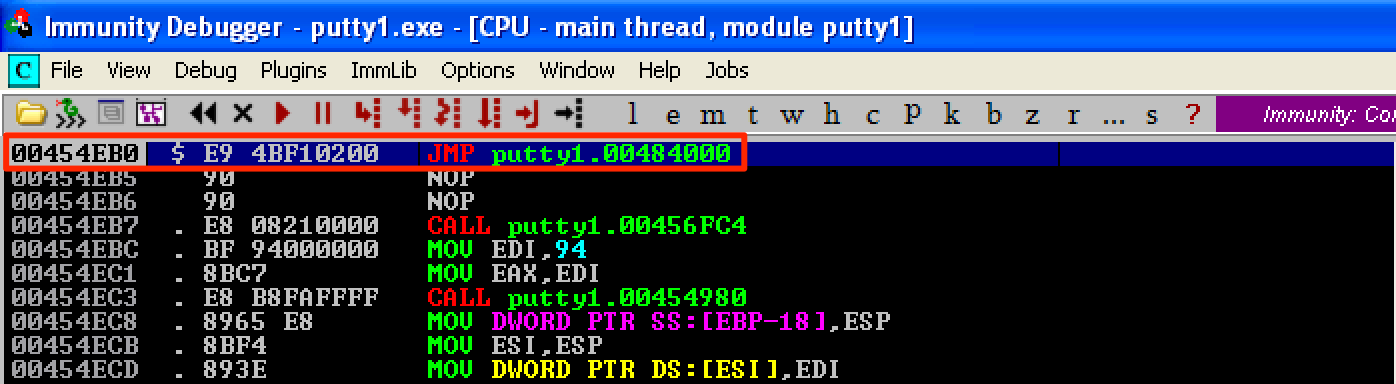 Immunity Debugger - putty1.exe - [CPU - main thread, module putty1]
C File View Debug Plugins ImmLib Options Window Help Jobs
l e m t w h c P k b z r ... s ? Immunity: Co
00454EB0 $ E9 4BF10200 JMP putty1.00484000
00454EB5 90 NOP
00454EB6 90 NOP
00454EB7 . E8 08210000 CALL putty1.00456FC4
00454EBC . BF 94000000 MOV EDI,94
00454EC1 . 8BC7 MOV EAX,EDI
00454EC3 . E8 B8FAFFFF CALL putty1.00454980
00454EC8 . 8965 E8 MOV DWORD PTR SS:[EBP-18],ESP
00454ECB . 8BF4 MOV ESI,ESP
00454ECD . 893E MOV DWORD PTR DS:[ESI],EDI